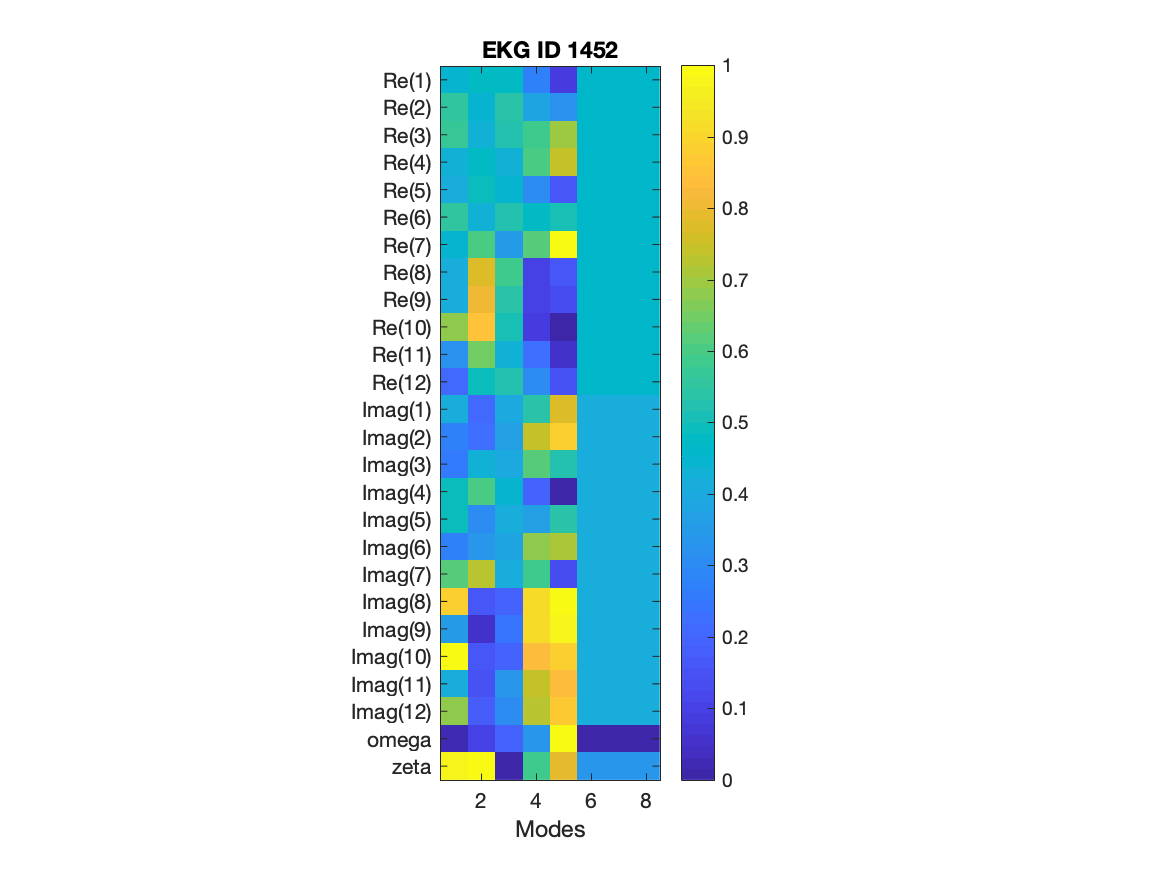 EKG ID 1452
Re(1)
Re(2)
Re(3)
Re(4)
Re(5)
Re(6)
Re(7)
Re(8)
Re(9)
Re(10)
Re(11)
Re(12)
Imag(1)
Imag(2)
Imag(3)
Imag(4)
Imag(5)
Imag(6)
Imag(7)
Imag(8)
Imag(9)
Imag(10)
Imag(11)
Imag(12)
omega
zeta
2 4 6 8
Modes
1
0.9
0.8
0.7
0.6
0.5
0.4
0.3
0.2
0.1
0